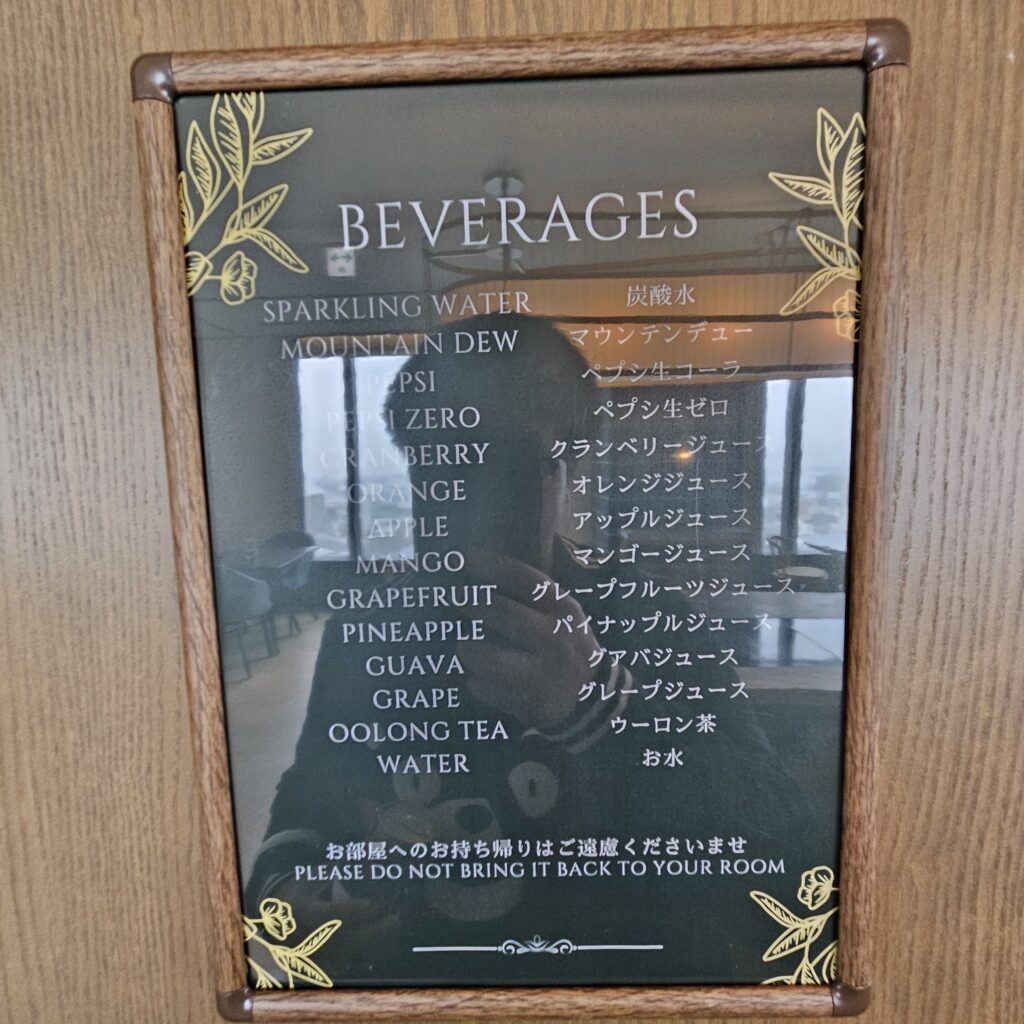 BEVERAGES
SPARKLING WATER 炭酸水
MOUNTAIN DEW マウンテンデュー
PEPSI ペプシ生コーラ
PEPSI ZERO ペプシ生ゼロ
CRANBERRY クランベリージュース
ORANGE オレンジジュース
APPLE アップルジュース
MANGO マンゴージュース
GRAPEFRUIT グレープフルーツジュース
PINEAPPLE パイナップルジュース
GUAVA グアバジュース
GRAPE グレープジュース
OOLONG TEA ウーロン茶
WATER お水
お部屋へのお持ち帰りはご遠慮くださいませ
PLEASE DO NOT BRING IT BACK TO YOUR ROOM